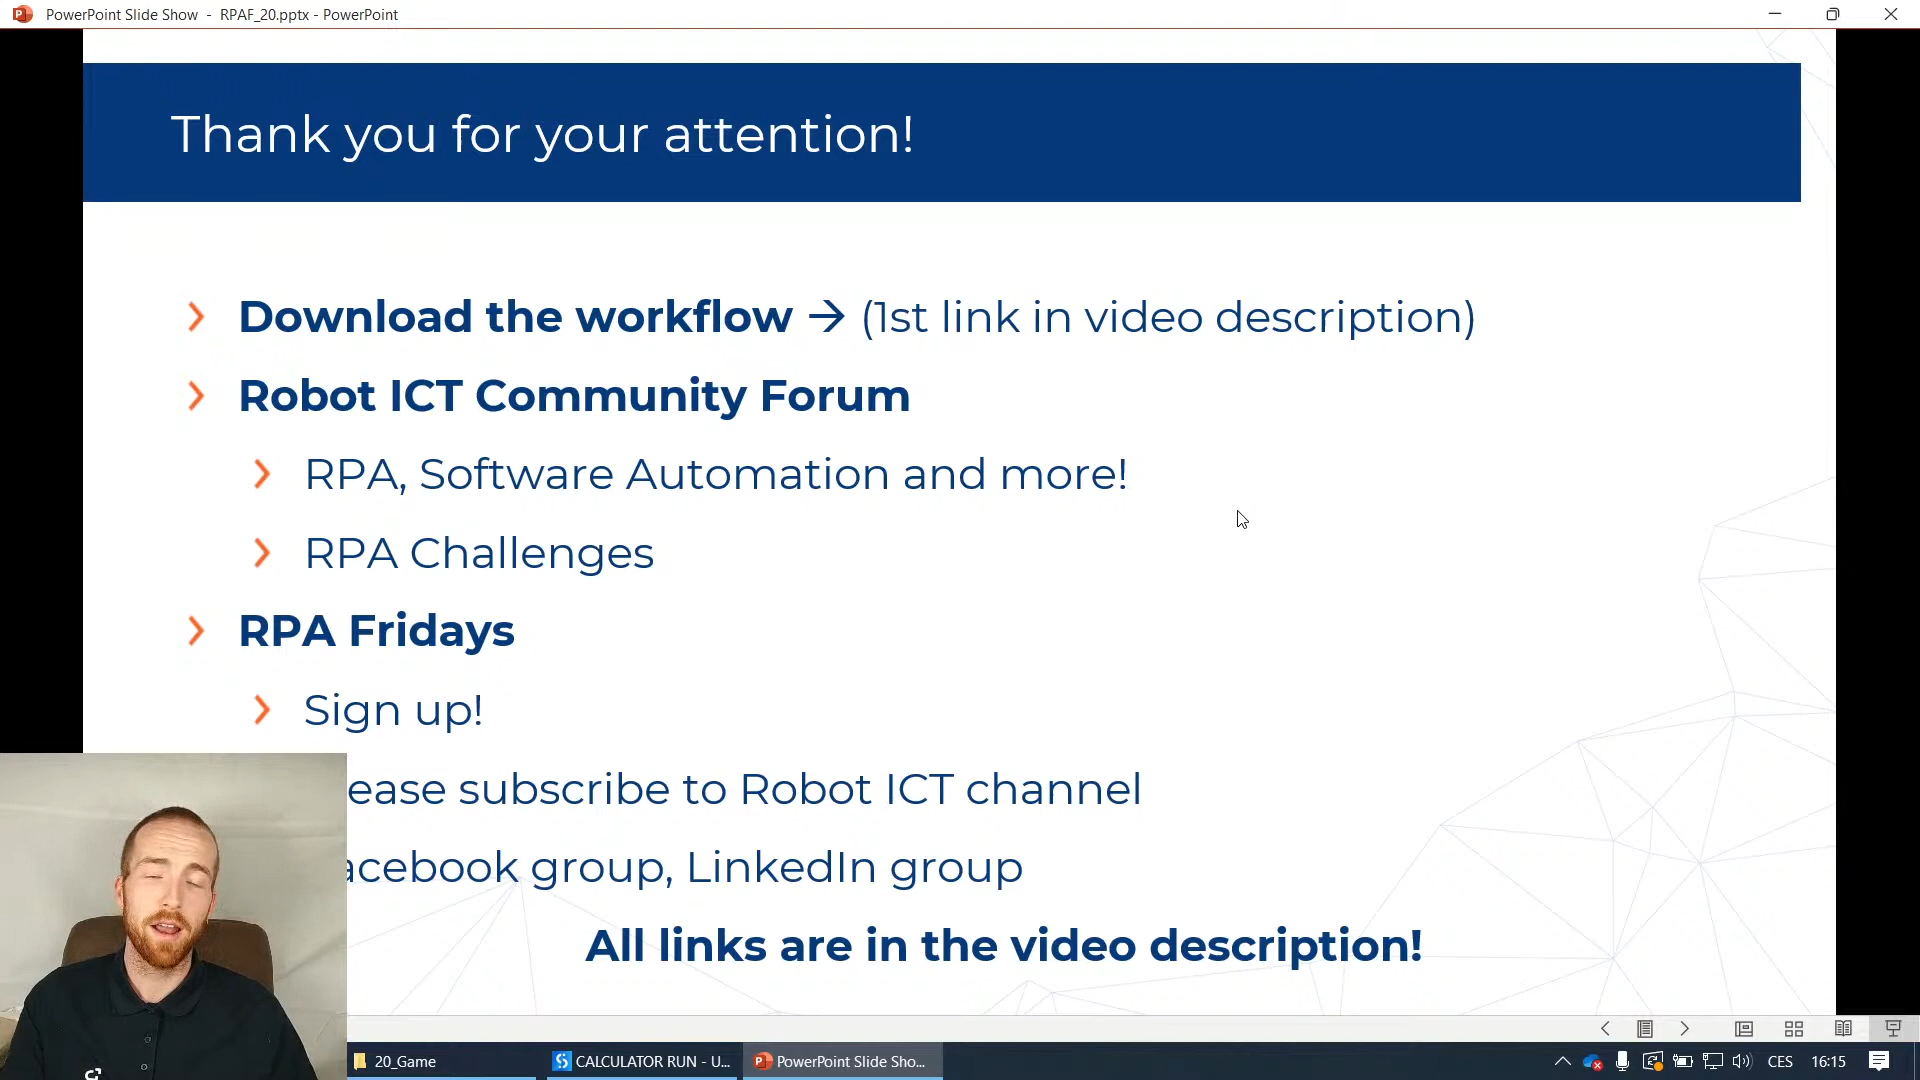 PowerPoint Slide Show - RPAF_20.pptx - PowerPoint
Thank you for your attention!
Download the workflow → (1st link in video description)
Robot ICT Community Forum
RPA, Software Automation and more!
RPA Challenges
RPA Fridays
Sign up!
ease subscribe to Robot ICT channel
acebook group, LinkedIn group
All links are in the video description!
20_Game
CALCULATOR RUN - U...
PowerPoint Slide Sho...
CES
16:15